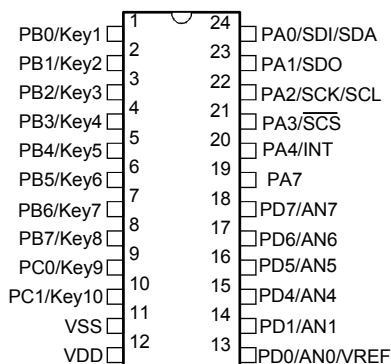 PB0/Key1 1 24 PA0/SDI/SDA
PB1/Key2 2 23 PA1/SDO
PB2/Key3 3 22 PA2/SCK/SCL
PB3/Key4 4 21 PA3/SCS
PB4/Key5 5 20 PA4/INT
PB5/Key6 6 19 PA7
PB6/Key7 7 18 PD7/AN7
PB7/Key8 8 17 PD6/AN6
PC0/Key9 9 16 PD5/AN5
PC1/Key10 10 15 PD4/AN4
VSS 11 14 PD1/AN1
VDD 12 13 PD0/AN0/VREF